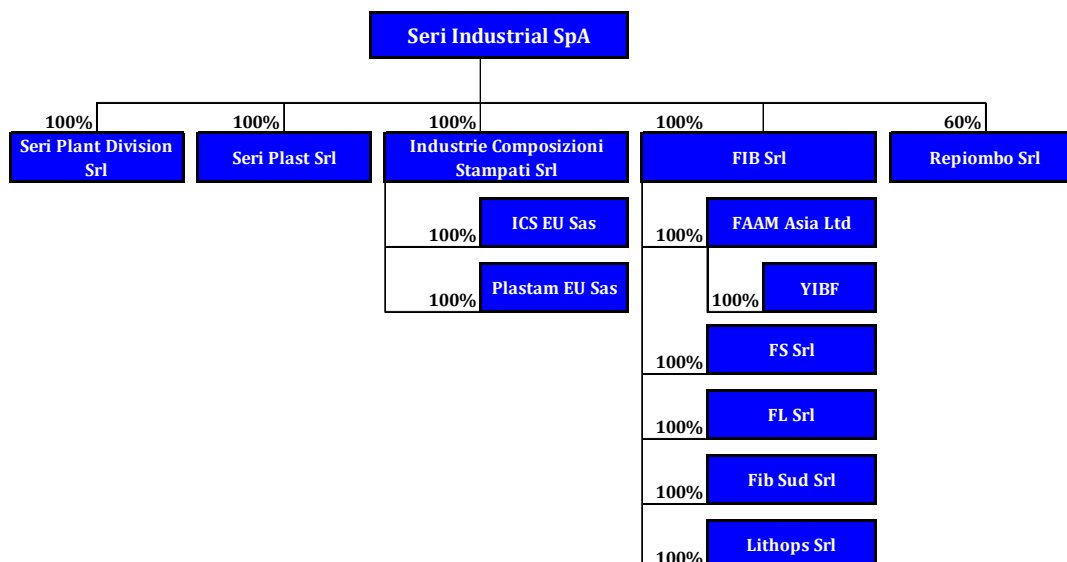 Seri Industrial SpA
100%
100%
100%
100%
60%
Seri Plant Division
Srl
Seri Plast Srl
Industrie Composizioni
Stampati Srl
FIB Srl
Repiombo Srl
100%
ICS EU Sas
100%
FAAM Asia Ltd
100%
Plastam EU Sas
100%
YIBF
100%
FS Srl
100%
FL Srl
100%
Fib Sud Srl
100%
Lithops Srl